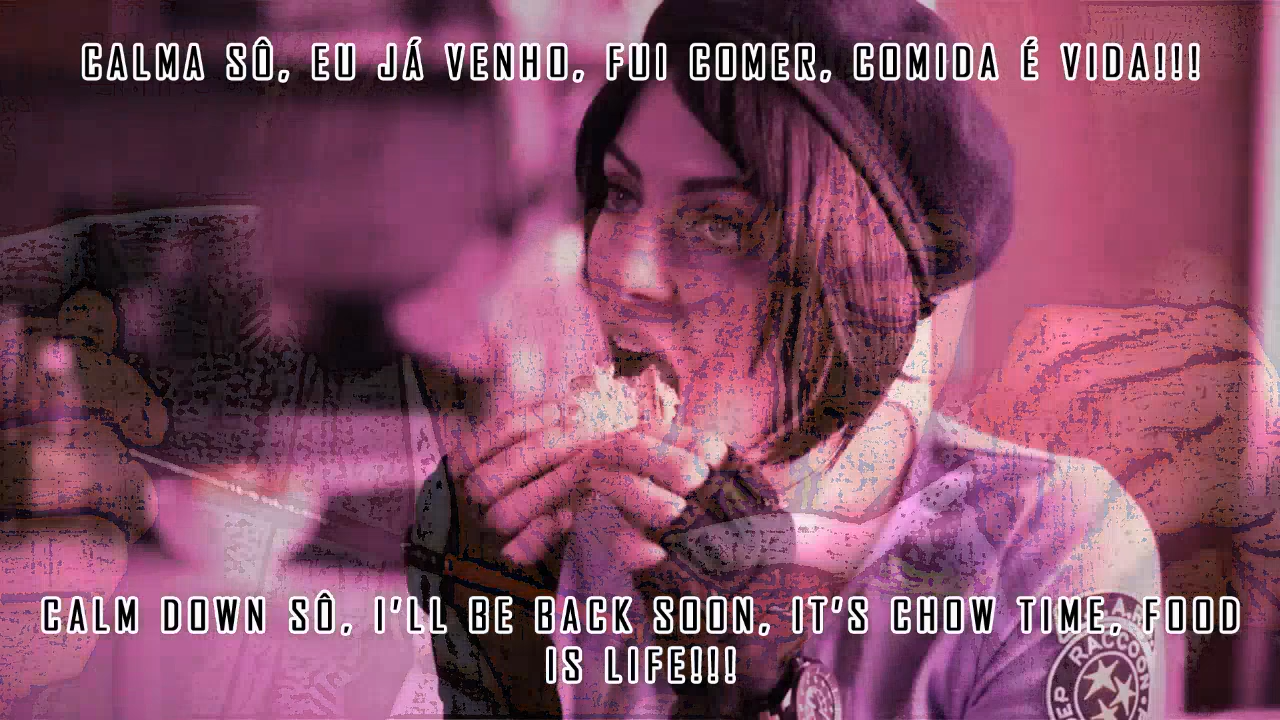 CALMA SÔ, EU JÁ VENHO, FUI COMER, COMIDA É VIDA!!!
CALM DOWN SÔ, I'LL BE BACK SOON, IT'S CHOW TIME, FOOD
IS LIFE!!!
RACCOON